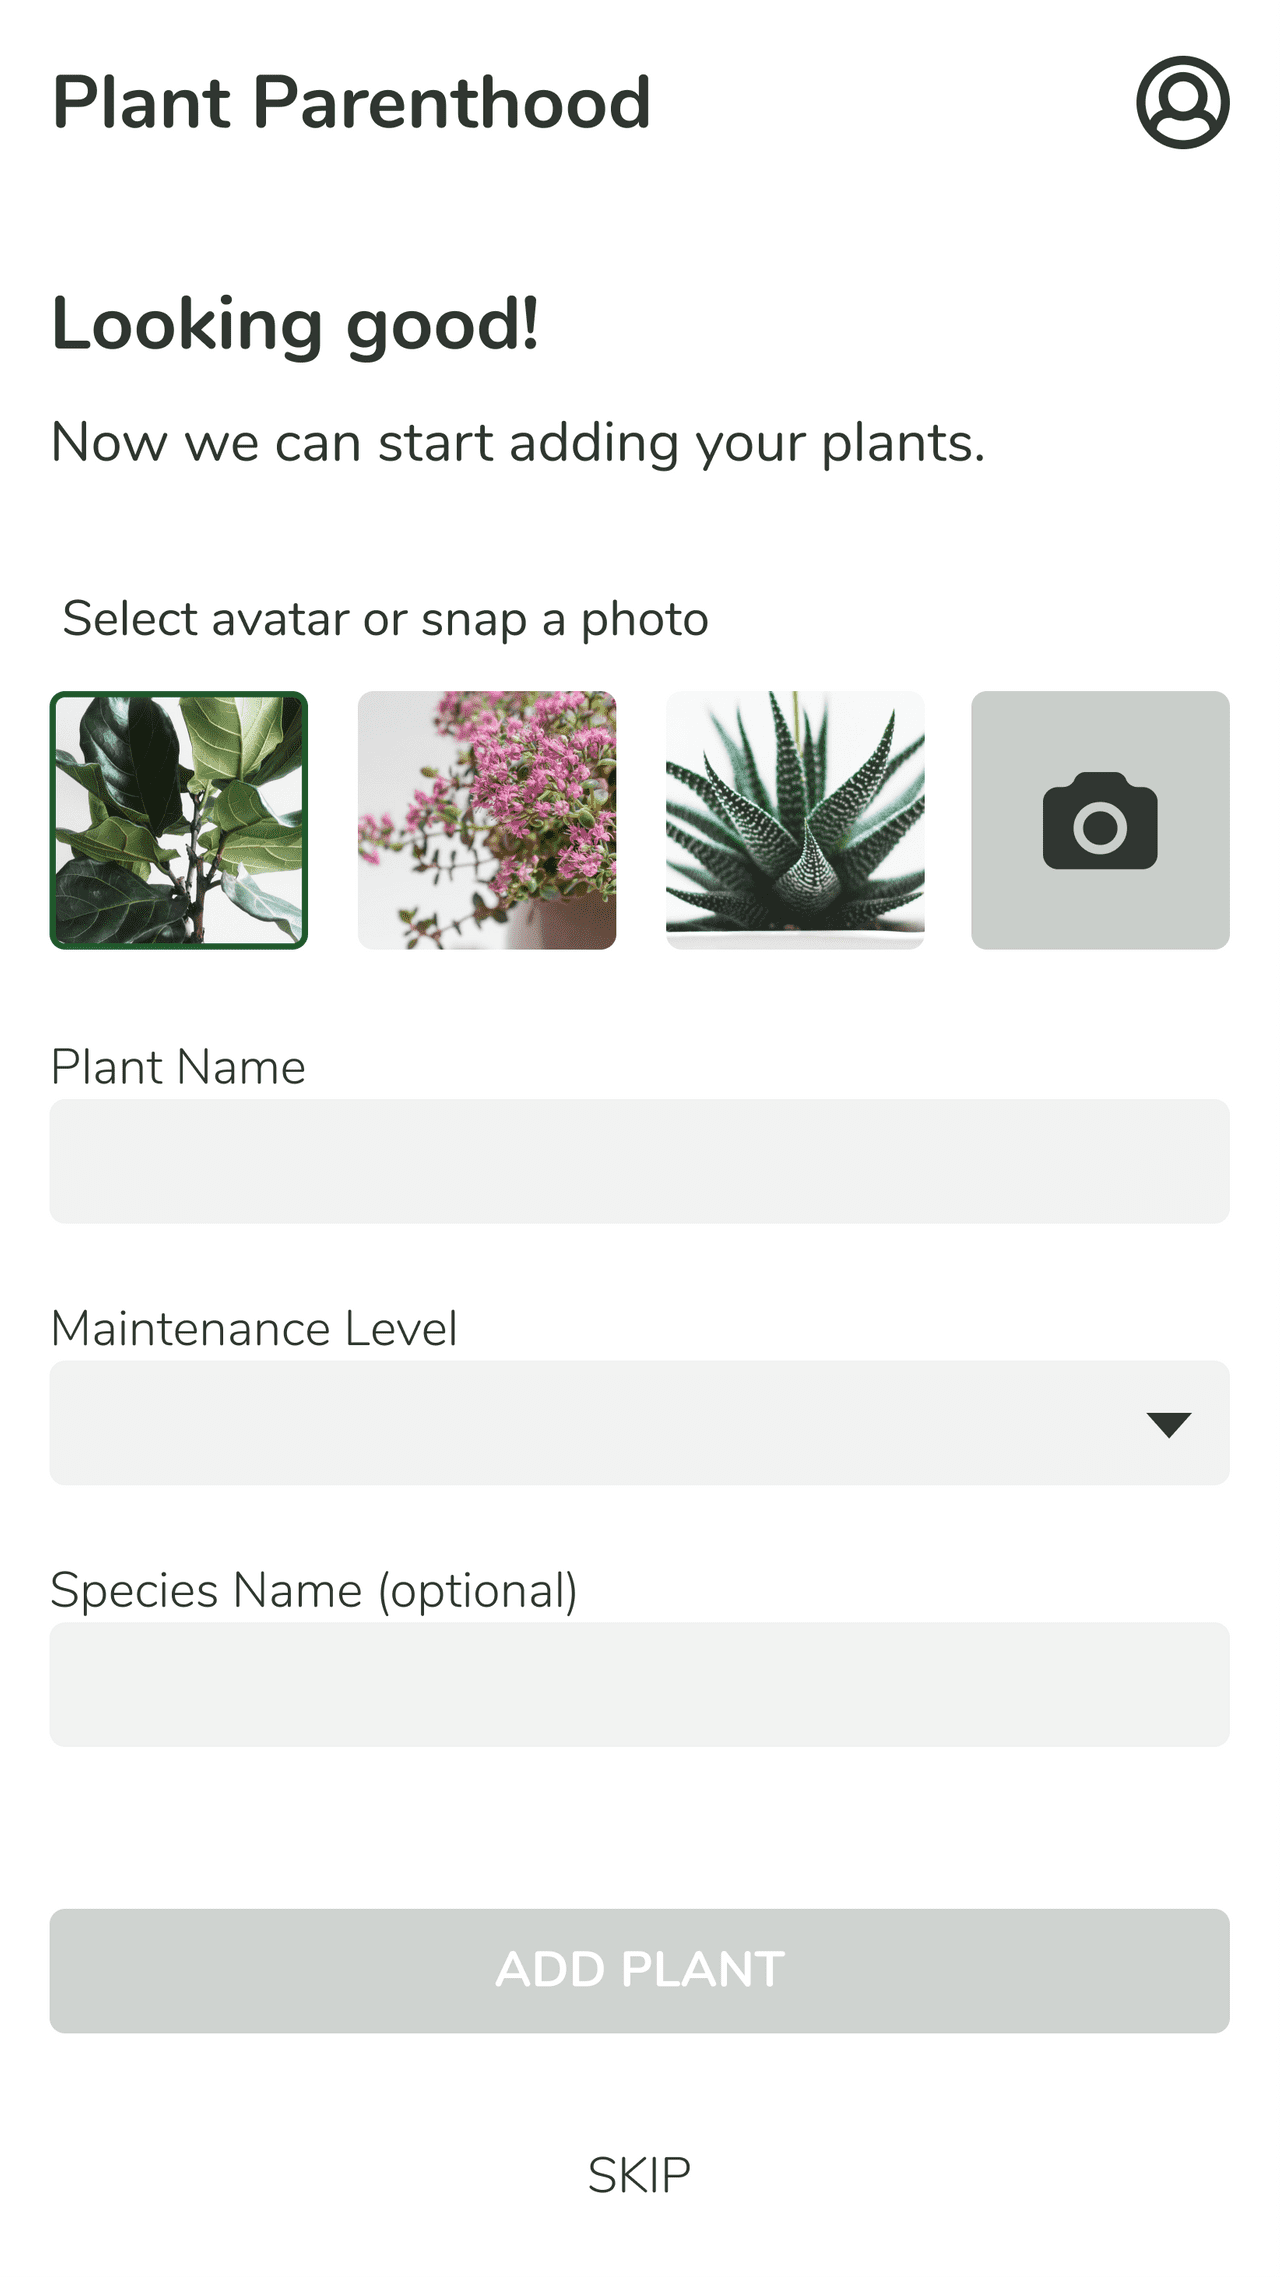 Plant Parenthood
Looking good!
Now we can start adding your plants.
Select avatar or snap a photo
Plant Name
Maintenance Level
Species Name (optional)
ADD PLANT
SKIP